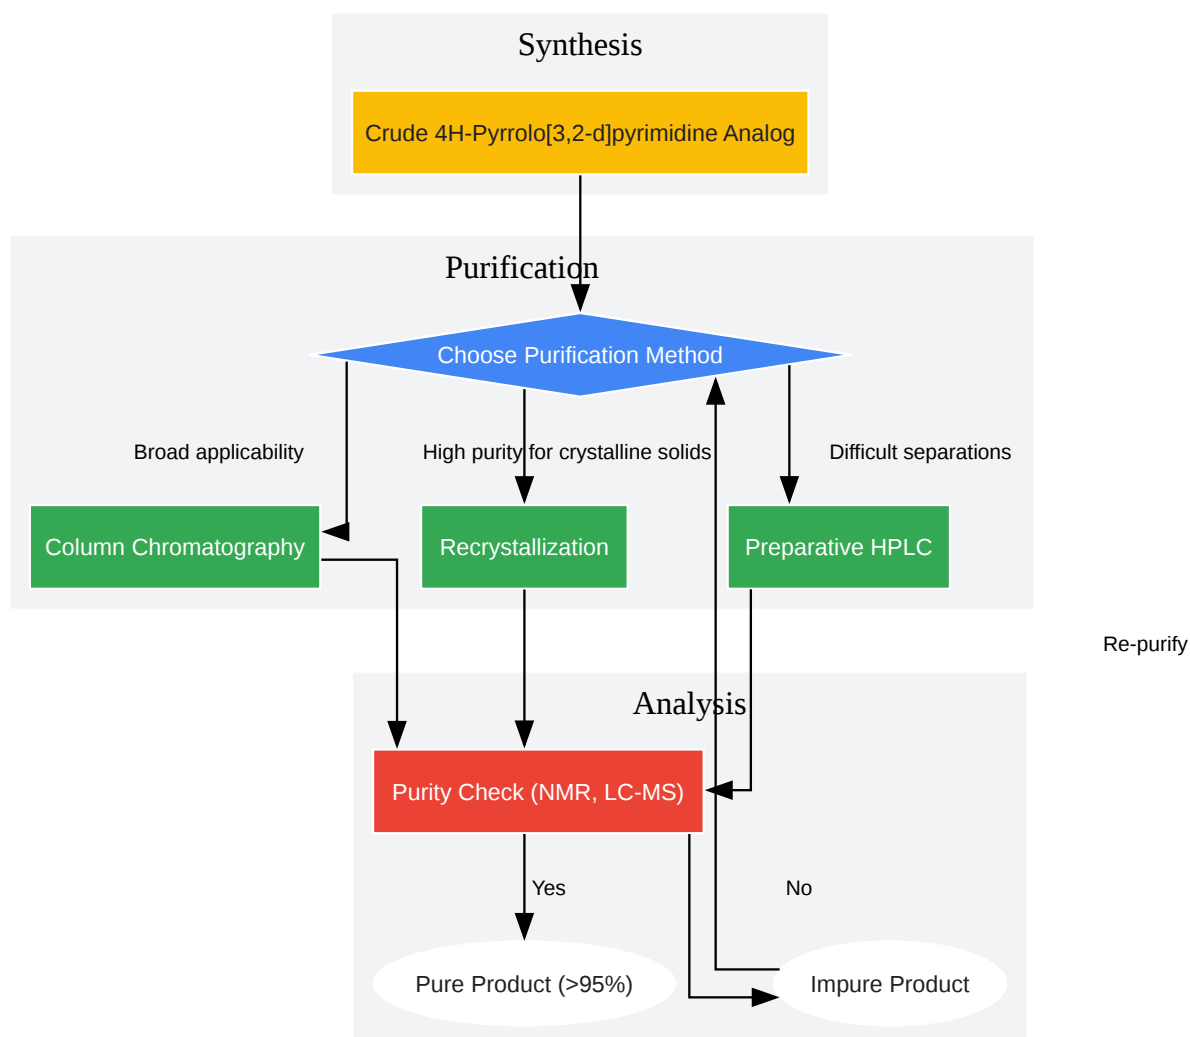 Synthesis
Crude 4H-Pyrrolo[3,2-d]pyrimidine Analog
Purification
Choose Purification Method
Broad applicability
High purity for crystalline solids
Difficult separations
Column Chromatography
Recrystallization
Preparative HPLC
Re-purify
Analysis
Purity Check (NMR, LC-MS)
Yes
No
Pure Product (>95%)
Impure Product